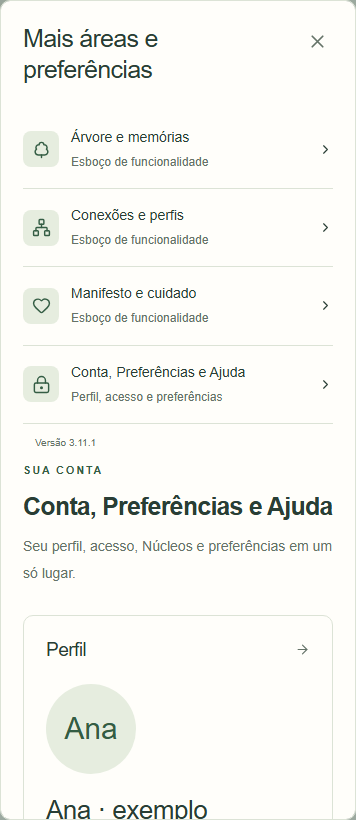 Mais áreas e
preferências
Árvore e memórias
Esboço de funcionalidade
Conexões e perfis
Esboço de funcionalidade
Manifesto e cuidado
Esboço de funcionalidade
Conta, Preferências e Ajuda
Perfil, acesso e preferências
Versão 3.11.1
SUA CONTA
Conta, Preferências e Ajuda
Seu perfil, acesso, Núcleos e preferências em um
só lugar.
Perfil
Ana
Ana · exemplo